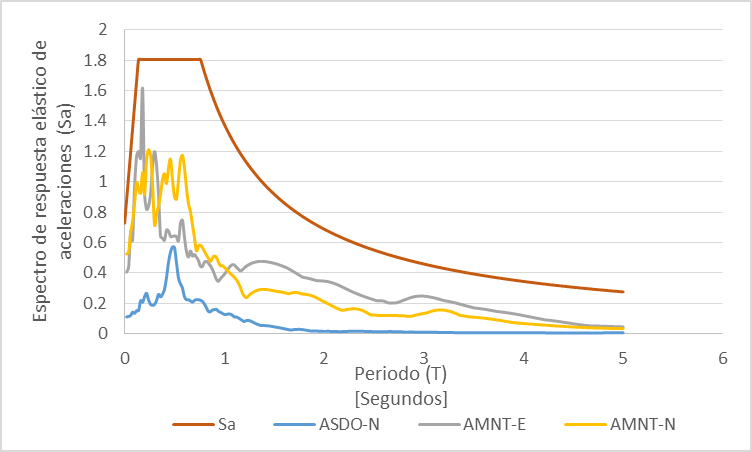 Espectro de respuesta elástico de
aceleraciones (Sa)
2
1.8
1.6
1.4
1.2
1
0.8
0.6
0.4
0.2
0
0 1 2 3 4 5 6
Periodo (T)
[Segundos]
Sa ASDO-N AMNT-E AMNT-N